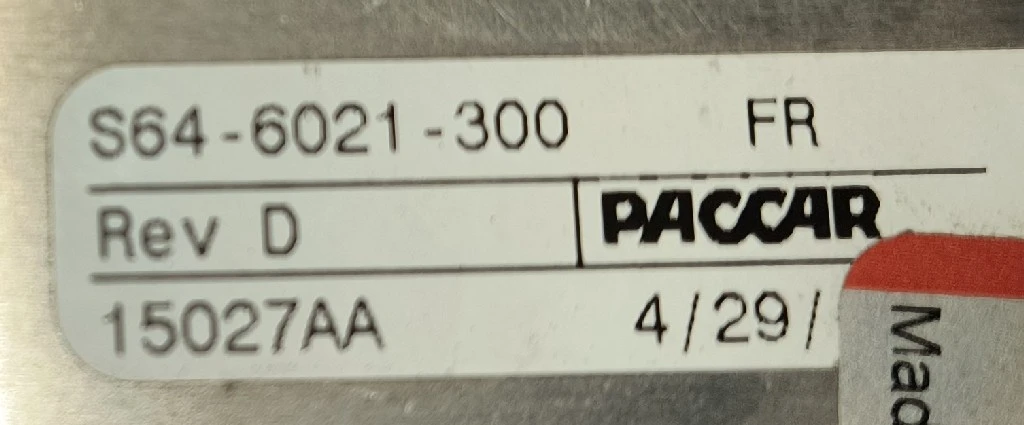 S64-6021-300 FR
Rev D PACCAR
15027AA 4/29/
Mad